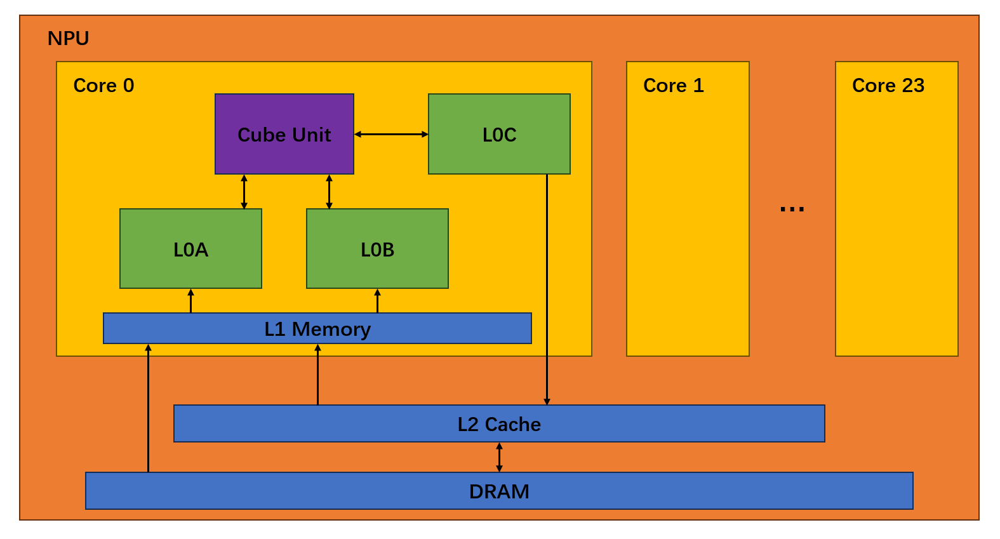 NPU
Core 0
Core 1
Core 23
Cube Unit
L0C
...
L0A
L0B
L1 Memory
L2 Cache
DRAM